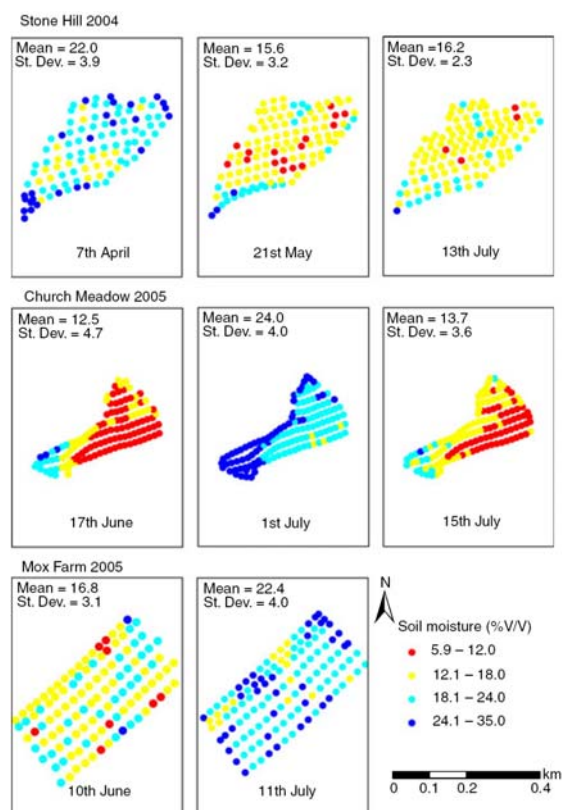 Stone Hill 2004
Mean = 22.0
St. Dev. = 3.9
7th April
Mean = 15.6
St. Dev. = 3.2
21st May
Mean =16.2
St. Dev. = 2.3
13th July
Church Meadow 2005
Mean = 12.5
St. Dev. = 4.7
17th June
Mean = 24.0
St. Dev. = 4.0
1st July
Mean = 13.7
St. Dev. = 3.6
15th July
Mox Farm 2005
Mean = 16.8
St. Dev. = 3.1
10th June
Mean = 22.4
St. Dev. = 4.0
11th July
N
Soil moisture (%V/V)
5.9 – 12.0
12.1 – 18.0
18.1 – 24.0
24.1 – 35.0
km
0 0.1 0.2 0.4